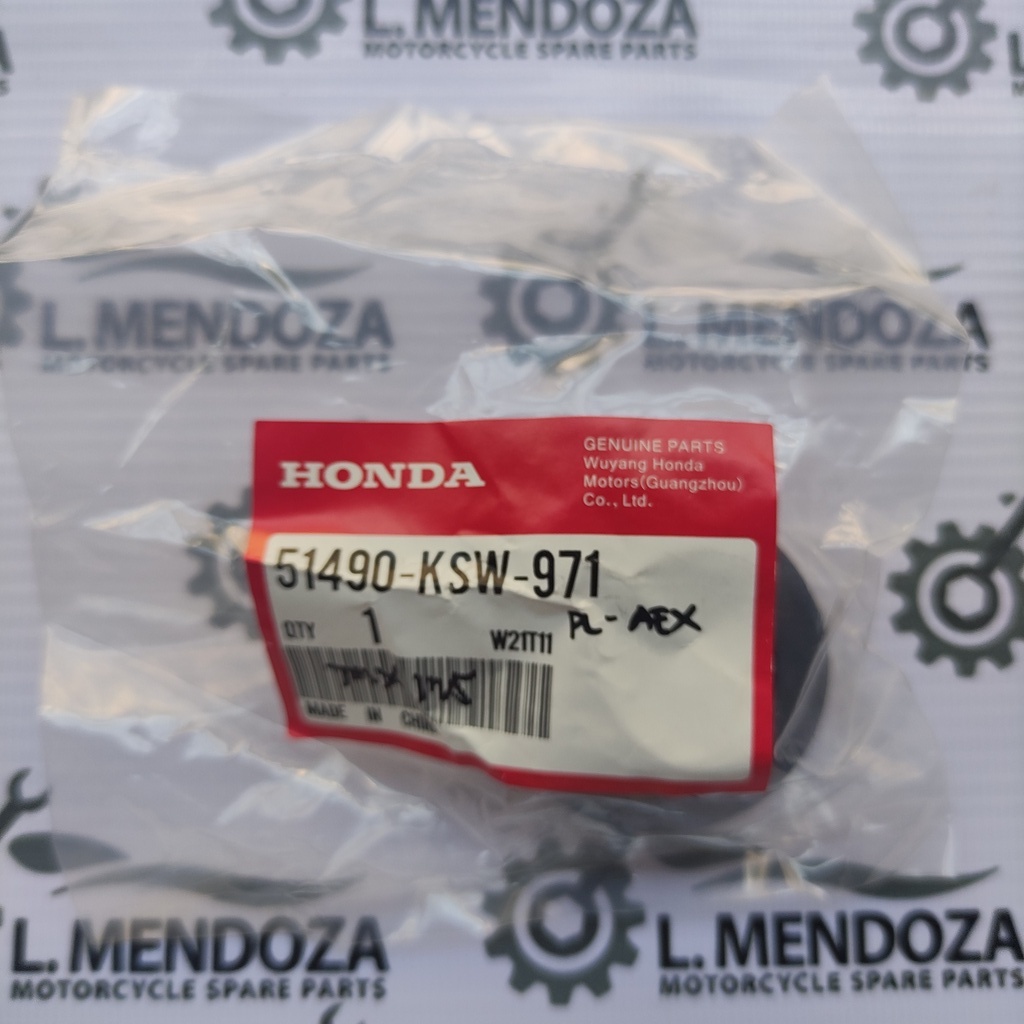 L. MENDOZA
MOTORCYCLE SPARE PARTS
L. MENDOZA
MOTORCYCLE SPARE PARTS
L. MENDOZA
MOTORCYCLE SPARE PARTS
HONDA
GENUINE PARTS
Wuyang Honda
Motors(Guangzhou)
Co., Ltd.
51490-KSW-971
PL - AEX
QTY 1 W21T11
MADE IN
L. MENDOZA
MOTORCYCLE SPARE PARTS
L. MENDOZA
MOTORCYCLE SPARE PARTS